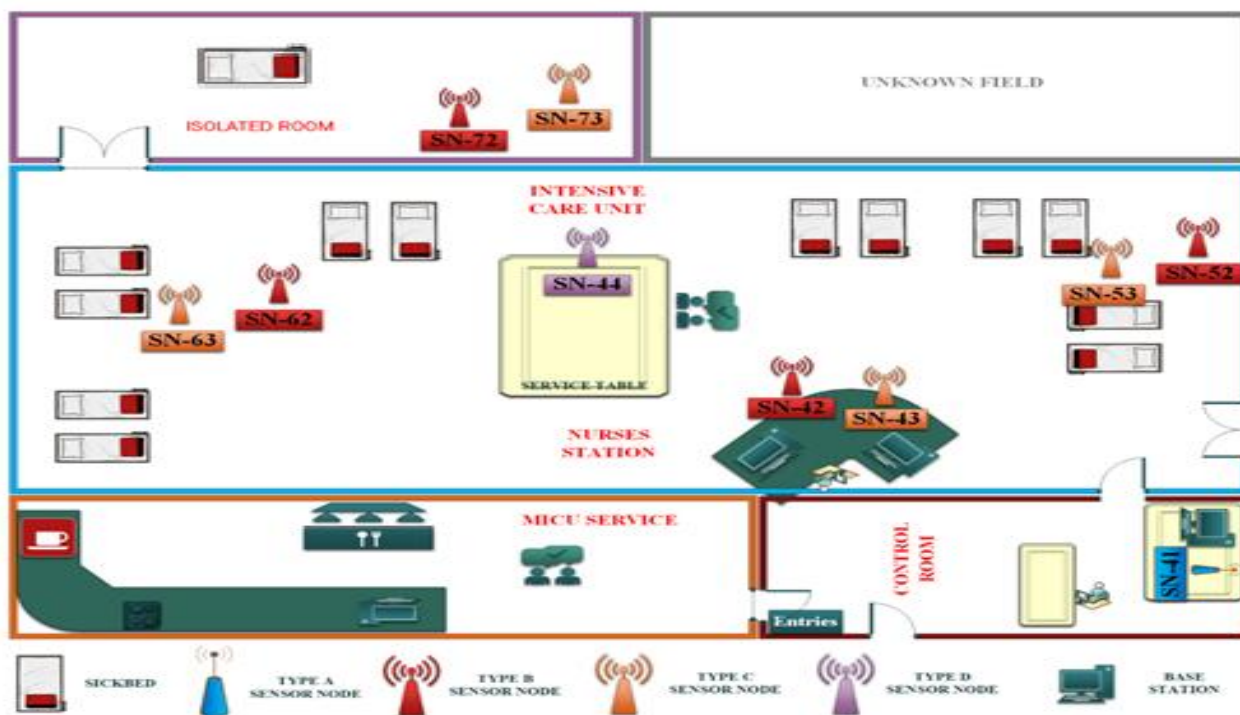 UNKNOWN FIELD
ISOLATED ROOM
SN-72
SN-73
INTENSIVE
CARE UNIT
SN-44
SN-52
SN-53
SN-62
SN-63
SERVICE TABLE
SN-42
SN-43
NURSES
STATION
MICU SERVICE
CONTROL
ROOM
SN-41
Entries
SICKBED
TYPE A
SENSOR NODE
TYPE B
SENSOR NODE
TYPE C
SENSOR NODE
TYPE D
SENSOR NODE
BASE
STATION